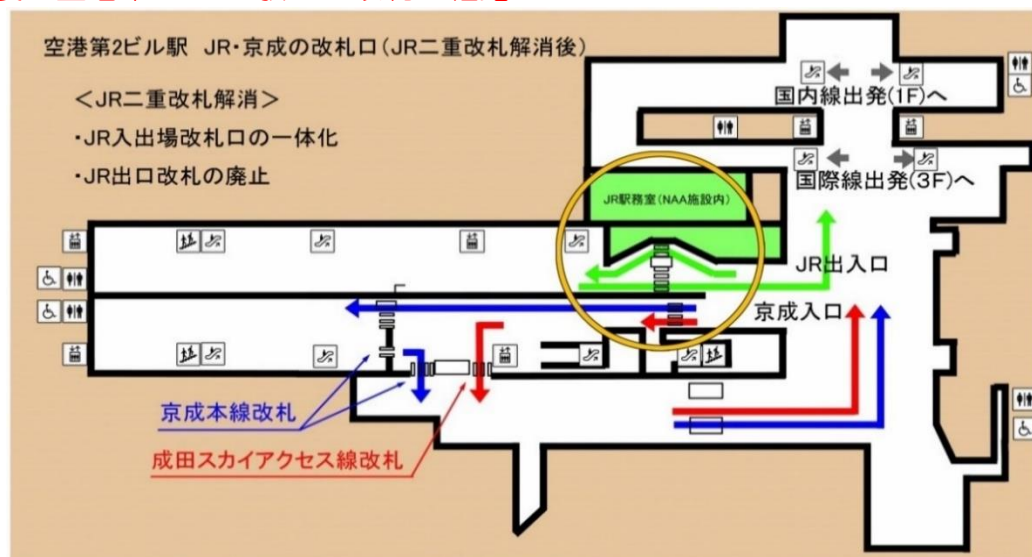 空港第2ビル駅 JR・京成の改札口(JR二重改札解消後)
<JR二重改札解消>
・JR入出場改札口の一体化
・JR出口改札の廃止
国内線出発(1F)へ
国際線出発(3F)へ
JR駅務室(NAA施設内)
JR出入口
京成入口
京成本線改札
成田スカイアクセス線改札